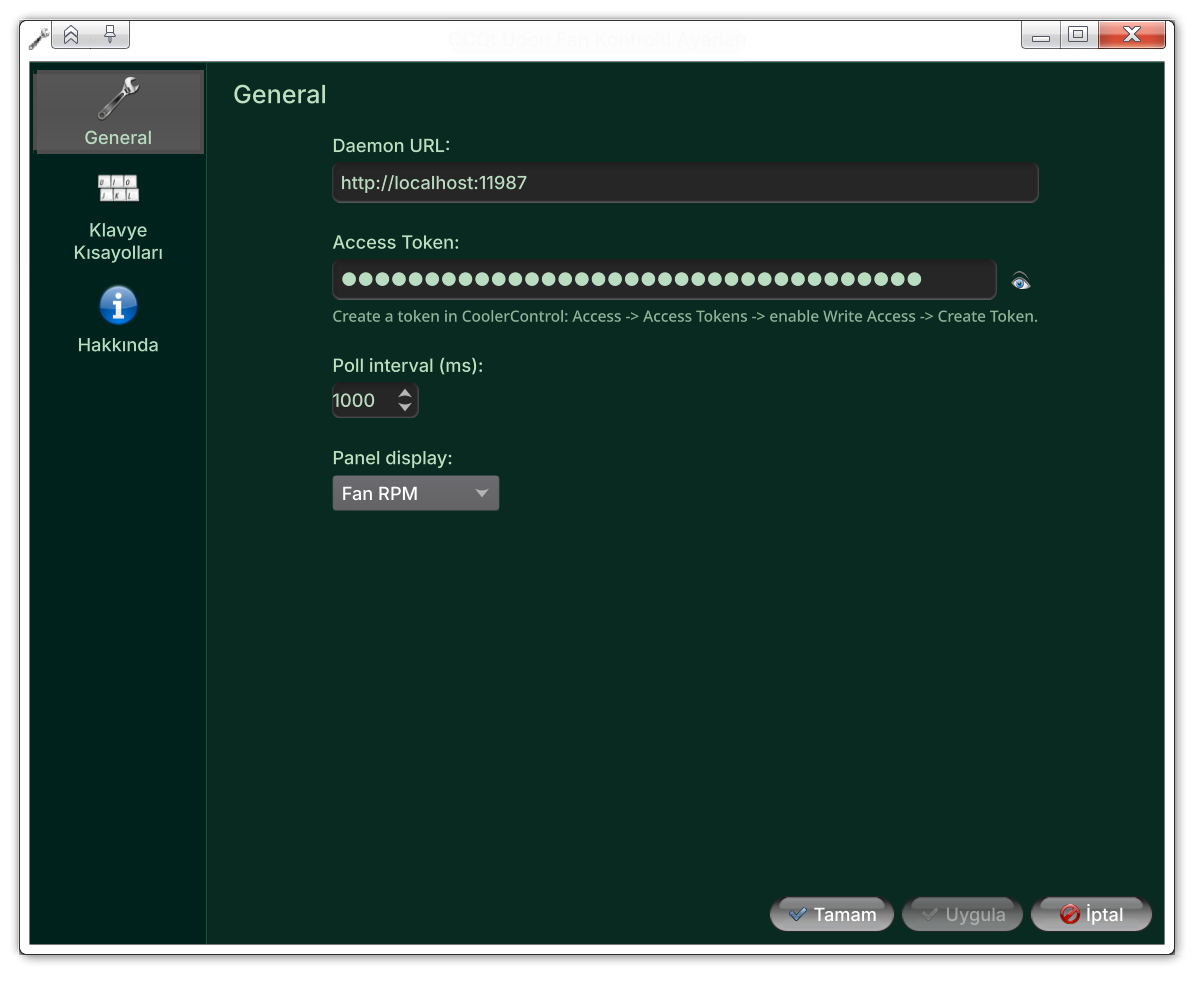 General
Klavye
Kısayolları
Hakkında
General
Daemon URL:
http://localhost:11987
Access Token:
●●●●●●●●●●●●●●●●●●●●●●●●●●●●●●●●●●●
Create a token in CoolerControl: Access -> Access Tokens -> enable Write Access -> Create Token.
Poll interval (ms):
1000
Panel display:
Fan RPM
Tamam
Uygula
İptal